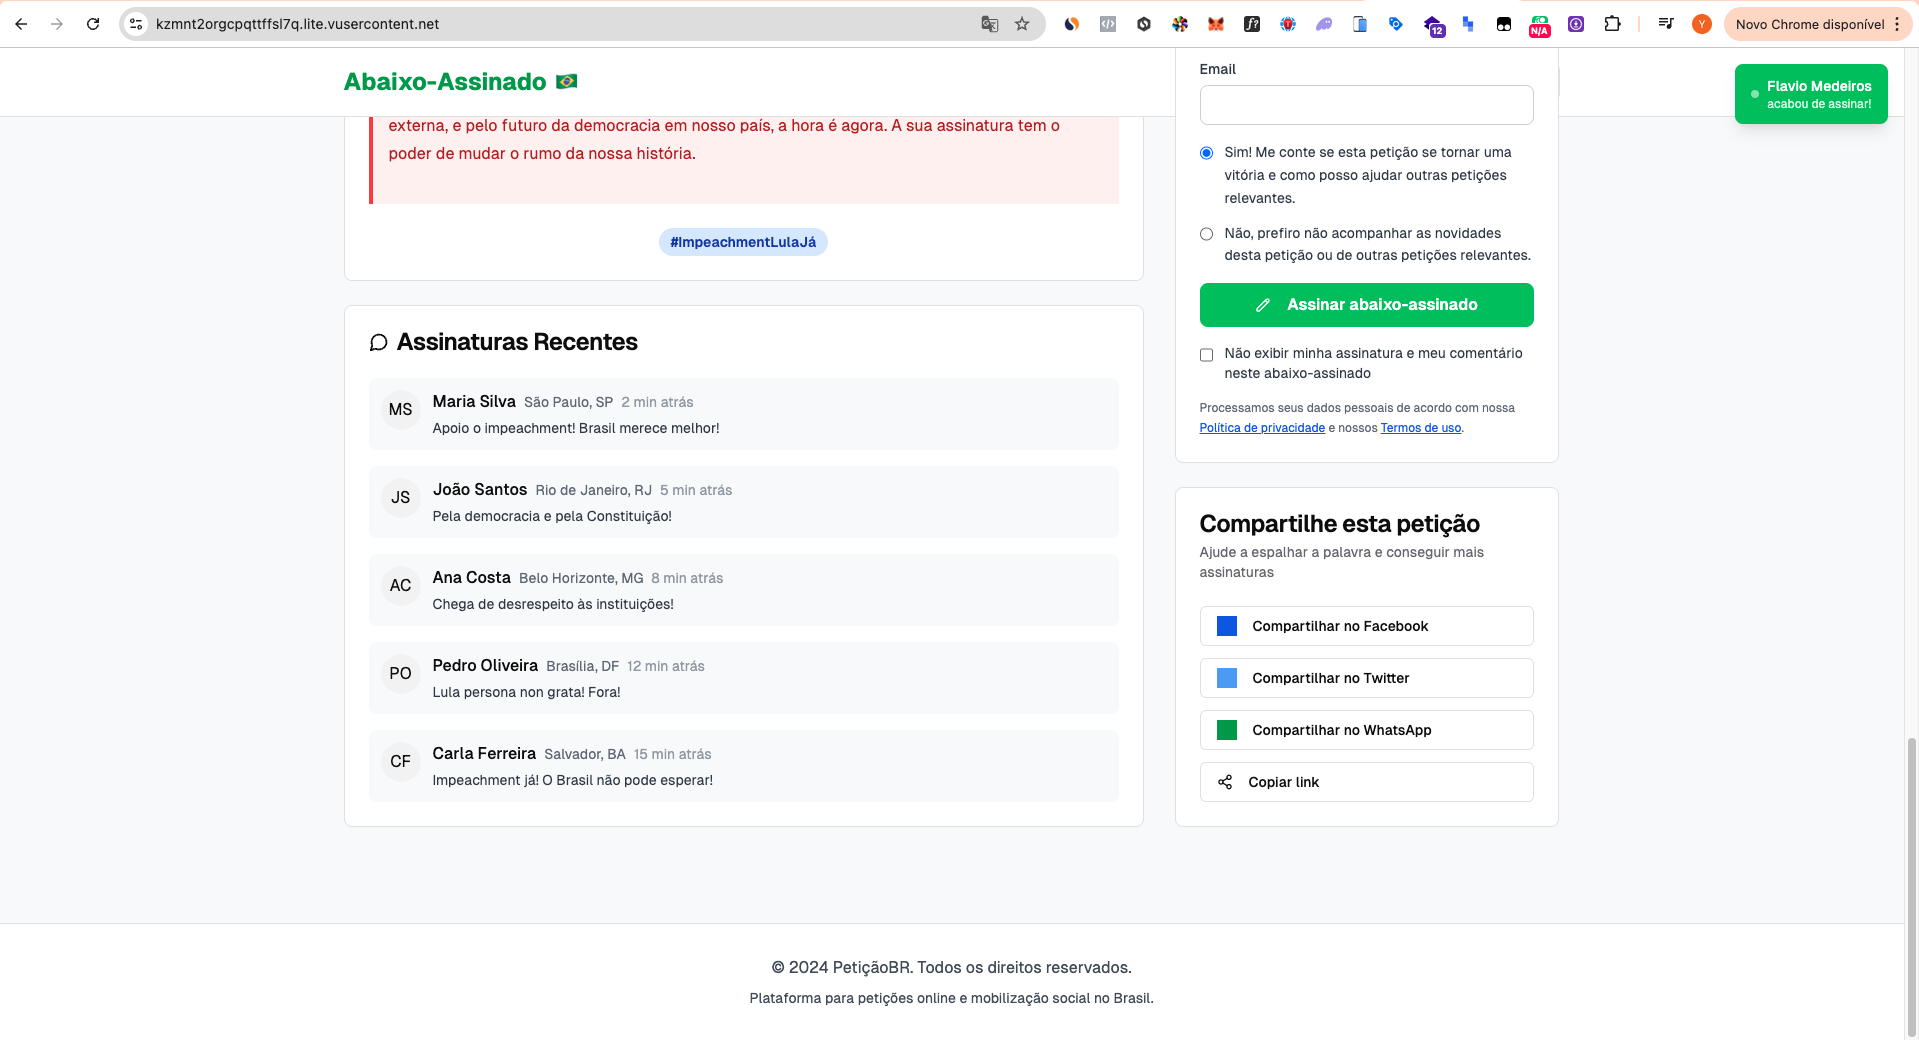 kzmnt2orgcpqttffsl7q.lite.vusercontent.net
12
N/A
Y
Novo Chrome disponível
Abaixo-Assinado
Flavio Medeiros
acabou de assinar!
externa, e pelo futuro da democracia em nosso país, a hora é agora. A sua assinatura tem o
poder de mudar o rumo da nossa história.
#ImpeachmentLulaJá
Assinaturas Recentes
MS
Maria Silva São Paulo, SP 2 min atrás
Apoio o impeachment! Brasil merece melhor!
JS
João Santos Rio de Janeiro, RJ 5 min atrás
Pela democracia e pela Constituição!
AC
Ana Costa Belo Horizonte, MG 8 min atrás
Chega de desrespeito às instituições!
PO
Pedro Oliveira Brasília, DF 12 min atrás
Lula persona non grata! Fora!
CF
Carla Ferreira Salvador, BA 15 min atrás
Impeachment já! O Brasil não pode esperar!
Email
Sim! Me conte se esta petição se tornar uma
vitória e como posso ajudar outras petições
relevantes.
Não, prefiro não acompanhar as novidades
desta petição ou de outras petições relevantes.
Assinar abaixo-assinado
Não exibir minha assinatura e meu comentário
neste abaixo-assinado
Processamos seus dados pessoais de acordo com nossa
Política de privacidade e nossos Termos de uso.
Compartilhe esta petição
Ajude a espalhar a palavra e conseguir mais
assinaturas
Compartilhar no Facebook
Compartilhar no Twitter
Compartilhar no WhatsApp
Copiar link
© 2024 PetiçãoBR. Todos os direitos reservados.
Plataforma para petições online e mobilização social no Brasil.